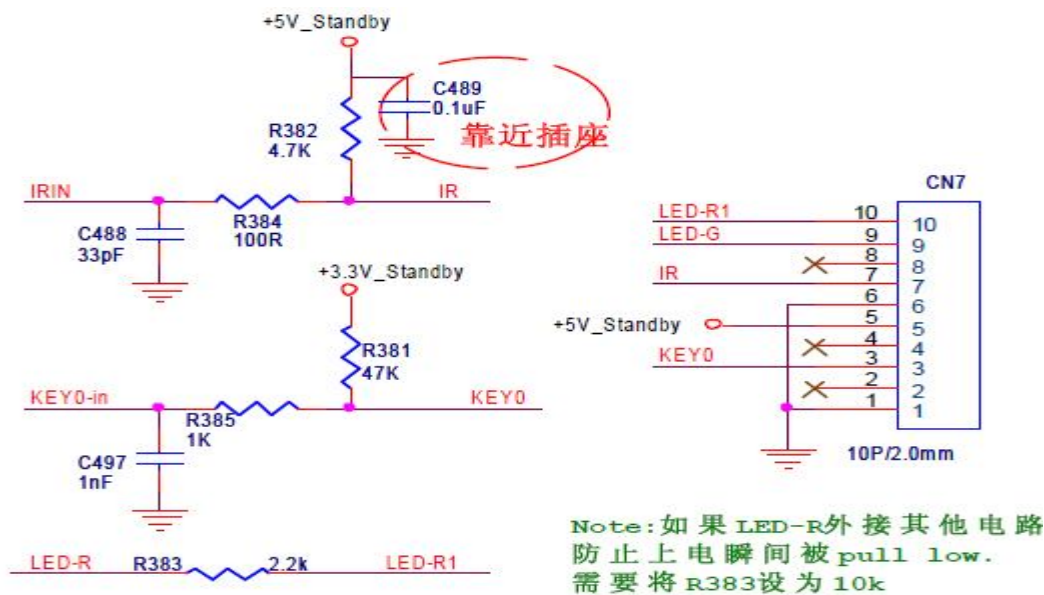 +5V_Standby
C489
0.1uF
靠近插座
R382
4.7K
IRIN
IR
R384
100R
C488
33pF
+3.3V_Standby
R381
47K
KEY0-in
KEY0
R385
1K
C497
1nF
LED-R
R383
2.2k
LED-R1
CN7
LED-R1
10
10
LED-G
9
9
8
8
IR
7
7
6
6
+5V_Standby
5
5
4
4
KEY0
3
3
2
2
1
1
10P/2.0mm
Note:如果LED-R外接其他电路
防止上电瞬间被pull low.
需要将R383设为10k